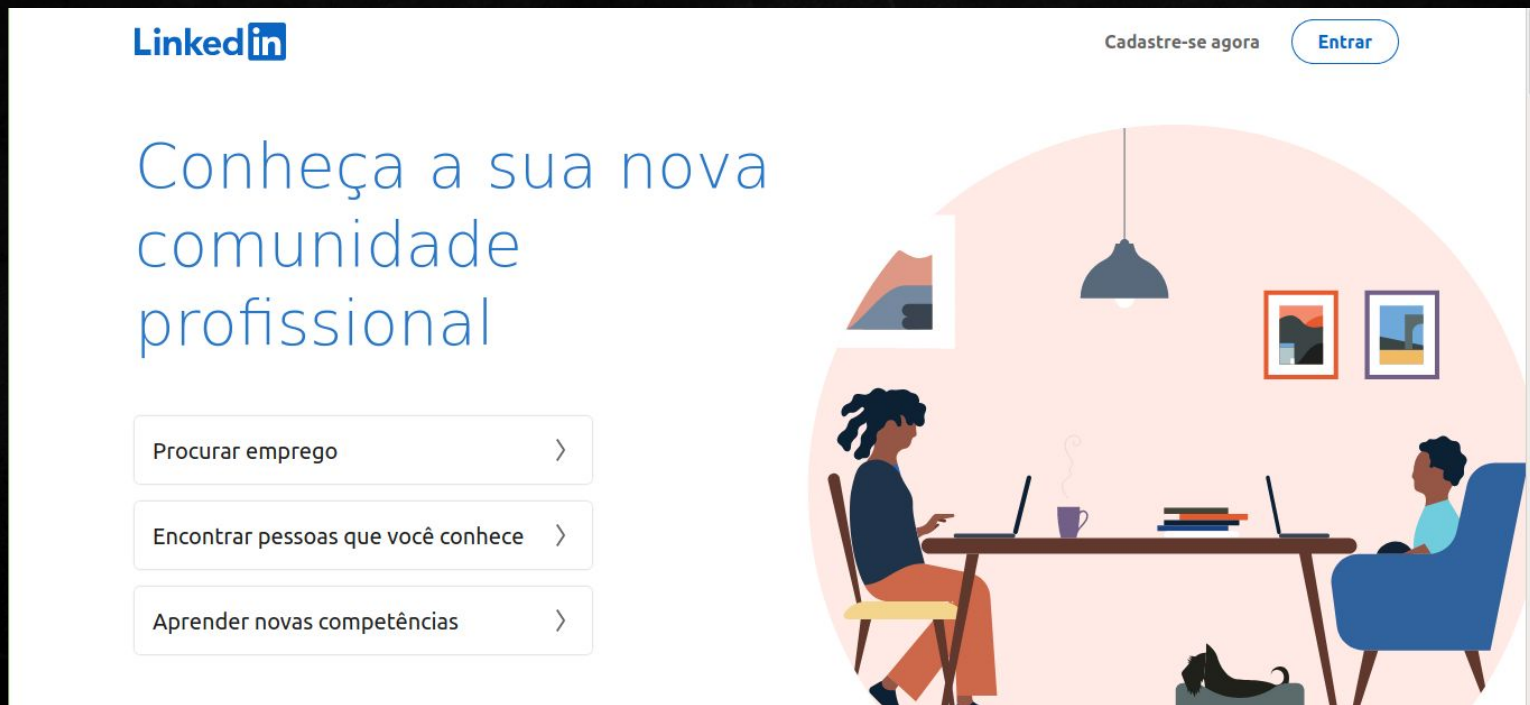 LinkedIn
Cadastre-se agora
Entrar
Conheça a sua nova
comunidade
profissional
Procurar emprego
Encontrar pessoas que você conhece
Aprender novas competências